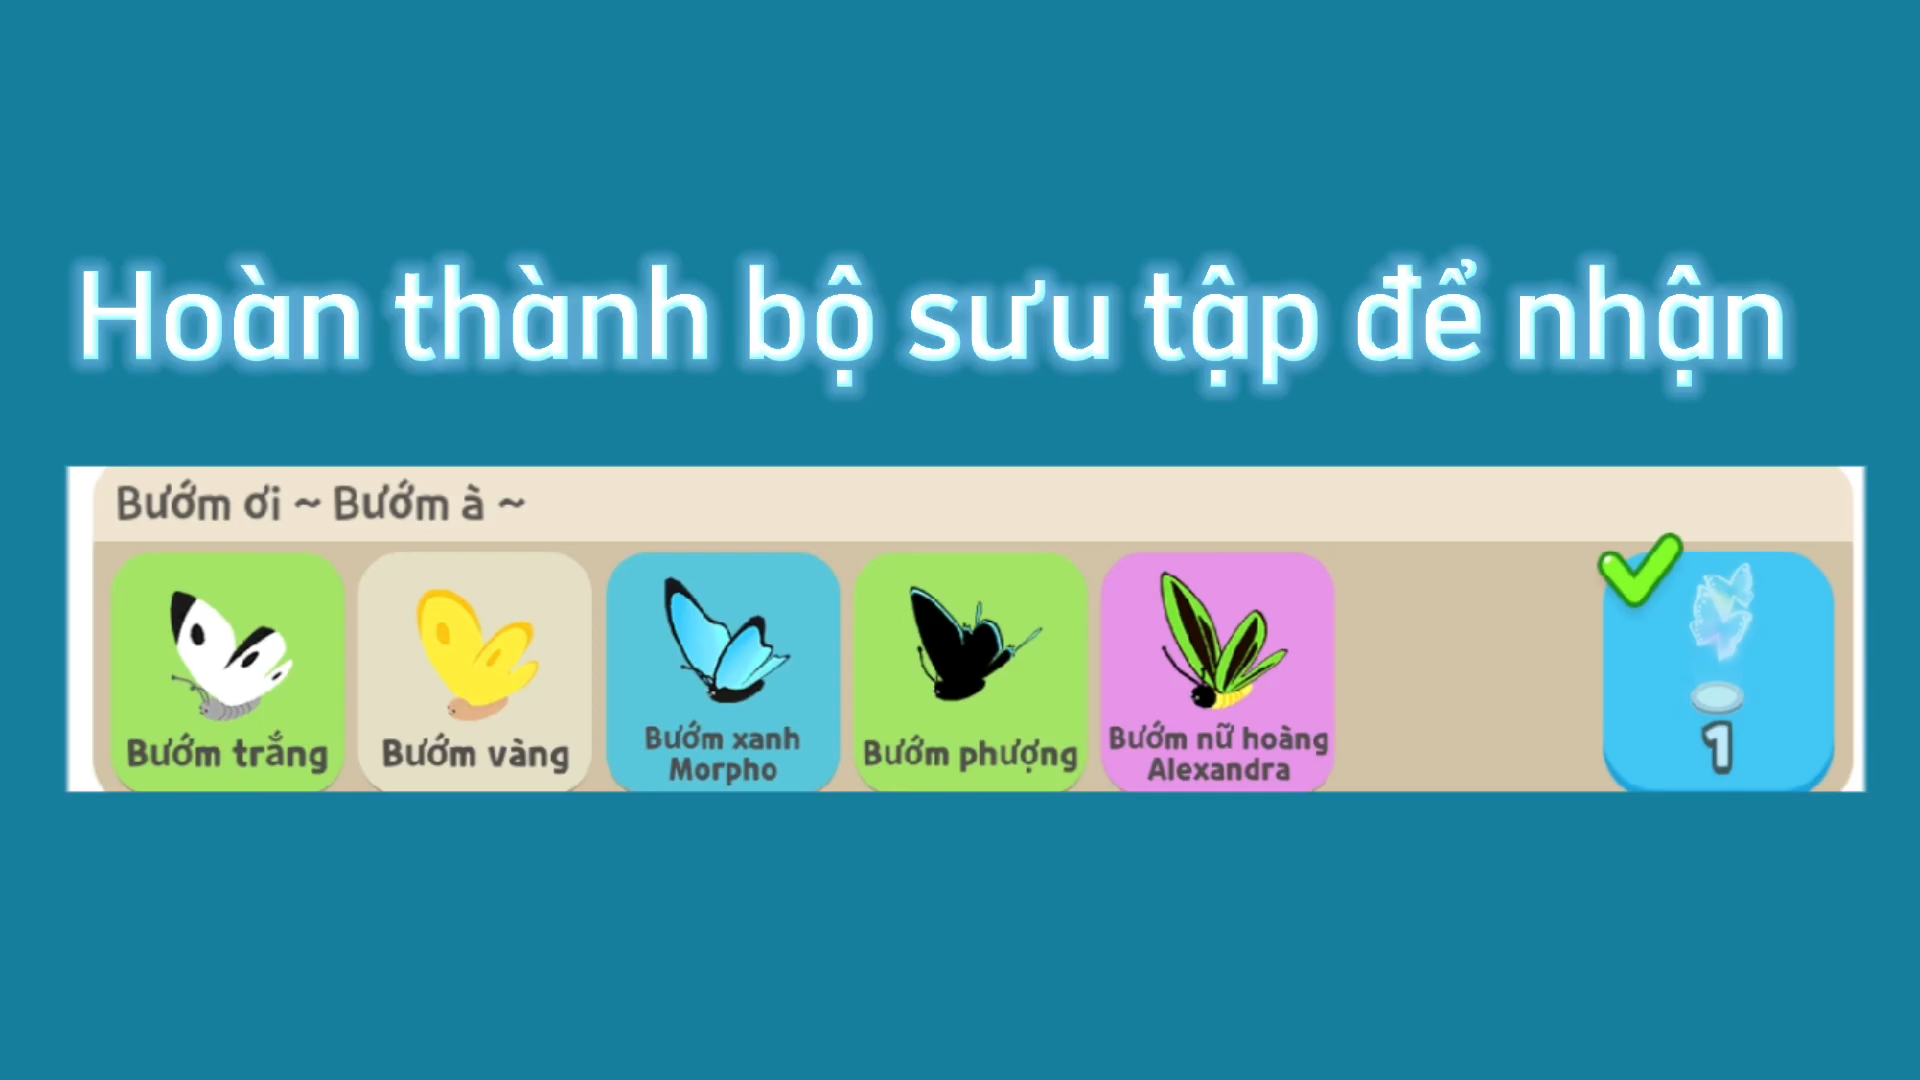 Hoàn thành bộ sưu tập để nhận
Bướm ơi ~ Bướm à ~
Bướm trắng
Bướm vàng
Bướm xanh
Morpho
Bướm phượng
Bướm nữ hoàng
Alexandra
1